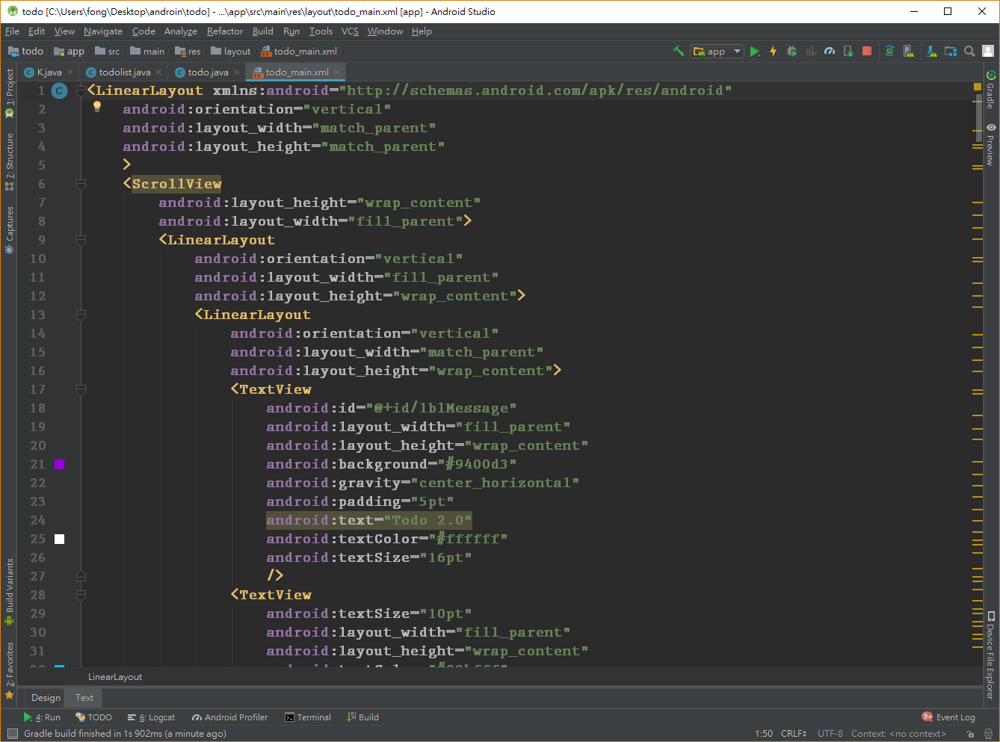 todo [C:\Users\fong\Desktop\androin\todo] - ...\app\src\main\res\layout\todo_main.xml [app] - Android Studio
File Edit View Navigate Code Analyze Refactor Build Run Tools VCS Window Help
todo app src main res layout todo_main.xml app
K.java todolist.java todo.java todo_main.xml
1: Project
7: Structure
Captures
Build Variants
2: Favorites
1 C <LinearLayout xmlns:android="http://schemas.android.com/apk/res/android"
2 android:orientation="vertical"
3 android:layout_width="match_parent"
4 android:layout_height="match_parent"
5 >
6 <ScrollView
7 android:layout_height="wrap_content"
8 android:layout_width="fill_parent">
9 <LinearLayout
10 android:orientation="vertical"
11 android:layout_width="fill_parent"
12 android:layout_height="wrap_content">
13 <LinearLayout
14 android:orientation="vertical"
15 android:layout_width="match_parent"
16 android:layout_height="wrap_content">
17 <TextView
18 android:id="@+id/lblMessage"
19 android:layout_width="fill_parent"
20 android:layout_height="wrap_content"
21 android:background="#9400d3"
22 android:gravity="center_horizontal"
23 android:padding="5pt"
24 android:text="Todo 2.0"
25 android:textColor="#ffffff"
26 android:textSize="16pt"
27 />
28 <TextView
29 android:textSize="10pt"
30 android:layout_width="fill_parent"
31 android:layout_height="wrap_content"
Gradle
Preview
Device File Explorer
LinearLayout
Design Text
4: Run TODO 6: Logcat Android Profiler Terminal Build 9+ Event Log
Gradle build finished in 1s 902ms (a minute ago) 1:50 CRLF UTF-8 Context: <no context>